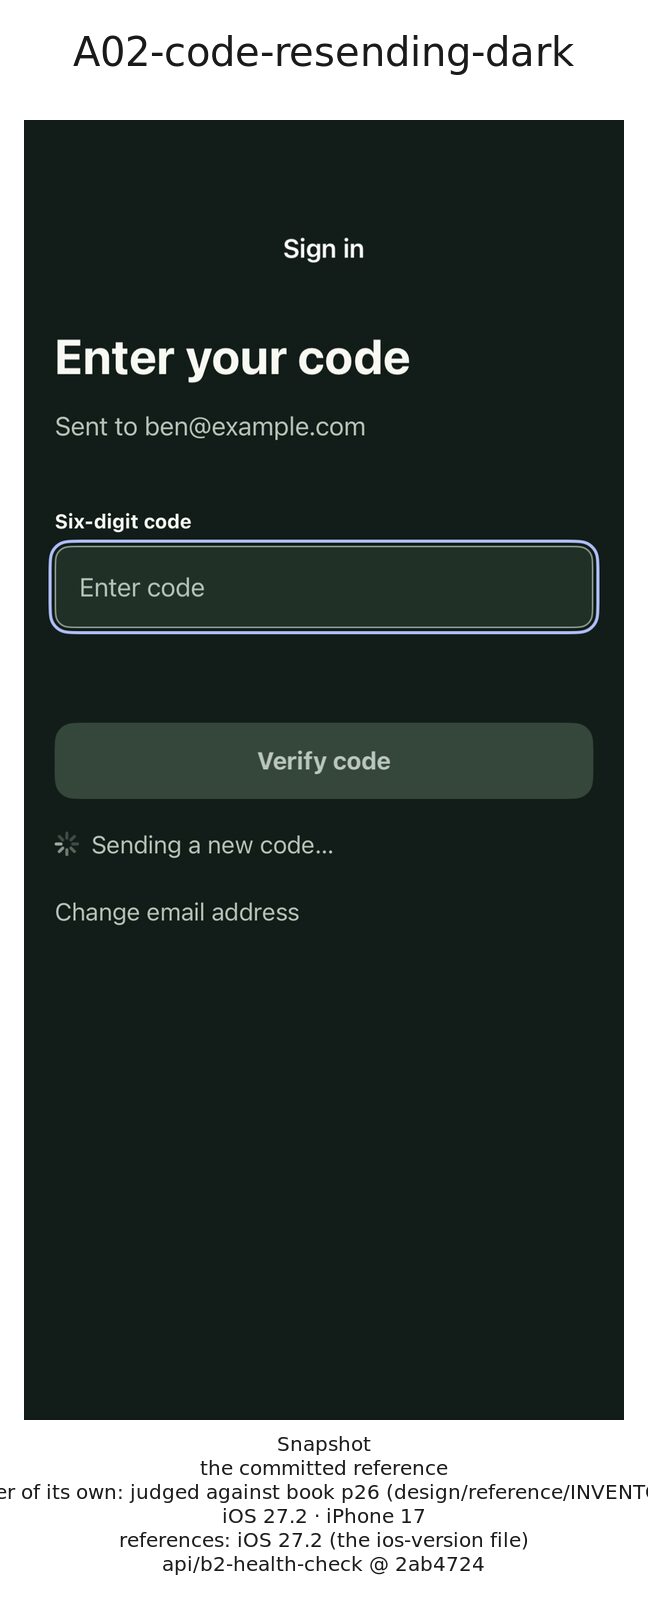 A02-code-resending-dark
Sign in
Enter your code
Sent to ben@example.com
Six-digit code
Enter code
Verify code
Sending a new code...
Change email address
Snapshot
the committed reference
of its own: judged against book p26 (design/reference/
iOS 27.2 · iPhone 17
references: iOS 27.2 (the ios-version file)
api/b2-health-check @ 2ab4724